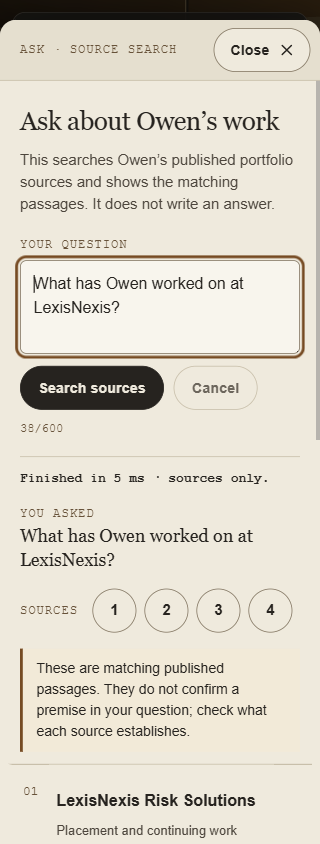 ASK · SOURCE SEARCH
Close ×
Ask about Owen’s work
This searches Owen’s published portfolio
sources and shows the matching
passages. It does not write an answer.
YOUR QUESTION
What has Owen worked on at
LexisNexis?
Search sources
Cancel
38/600
Finished in 5 ms · sources only.
YOU ASKED
What has Owen worked on at
LexisNexis?
SOURCES 1 2 3 4
These are matching published
passages. They do not confirm a
premise in your question; check what
each source establishes.
01
LexisNexis Risk Solutions
Placement and continuing work